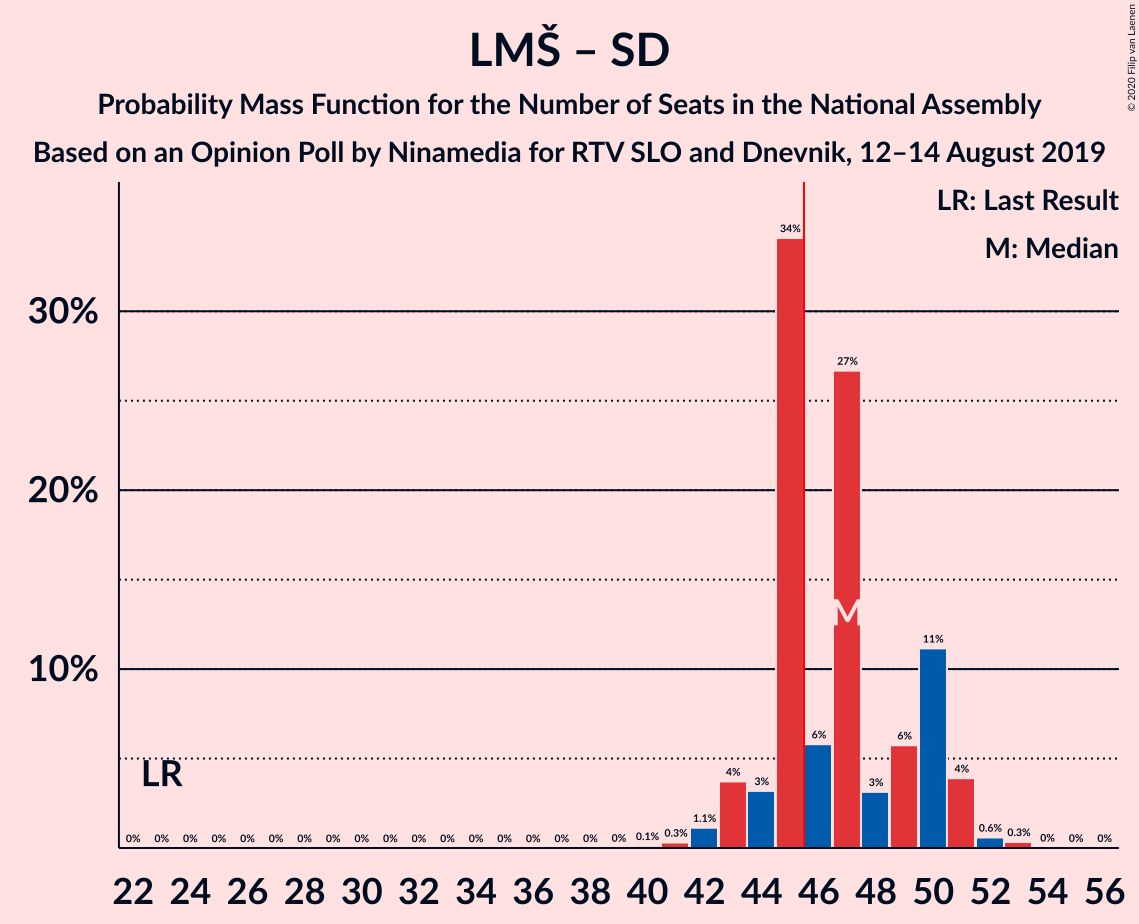 LMŠ – SD
Probability Mass Function for the Number of Seats in the National Assembly
Based on an Opinion Poll by Ninamedia for RTV SLO and Dnevnik, 12–14 August 2019
© 2020 Filip van Laenen
LR: Last Result
M: Median
34%
30%
27%
20%
M
11%
10%
6% 6%
LR
4% 3% 3% 4%
0% 0% 0% 0% 0% 0% 0% 0% 0% 0% 0% 0% 0% 0% 0% 0% 0% 0% 0.1% 0.3% 1.1% 0.6% 0.3% 0% 0% 0%
22 24 26 28 30 32 34 36 38 40 42 44 46 48 50 52 54 56